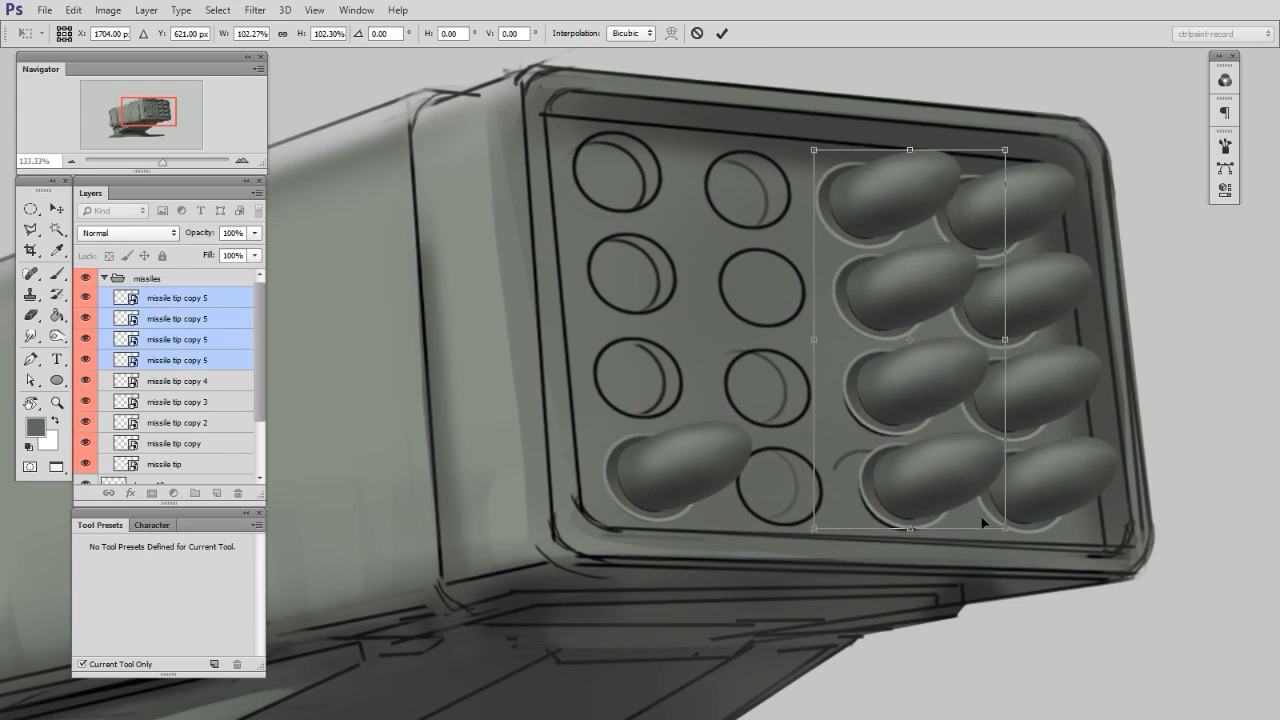 Ps File Edit Image Layer Type Select Filter 3D View Window Help
X: 1704.00 px Y: 621.00 px W: 102.27% H: 102.30% 0.00 ° H: 0.00 ° V: 0.00 ° Interpolation: Bicubic ctrlpaint-record
Navigator
133.33%
Layers
Kind
Normal Opacity: 100%
Lock: Fill: 100%
missiles
missile tip copy 5
missile tip copy 5
missile tip copy 5
missile tip copy 5
missile tip copy 4
missile tip copy 3
missile tip copy 2
missile tip copy
missile tip
fx
Tool Presets Character
No Tool Presets Defined for Current Tool.
Current Tool Only